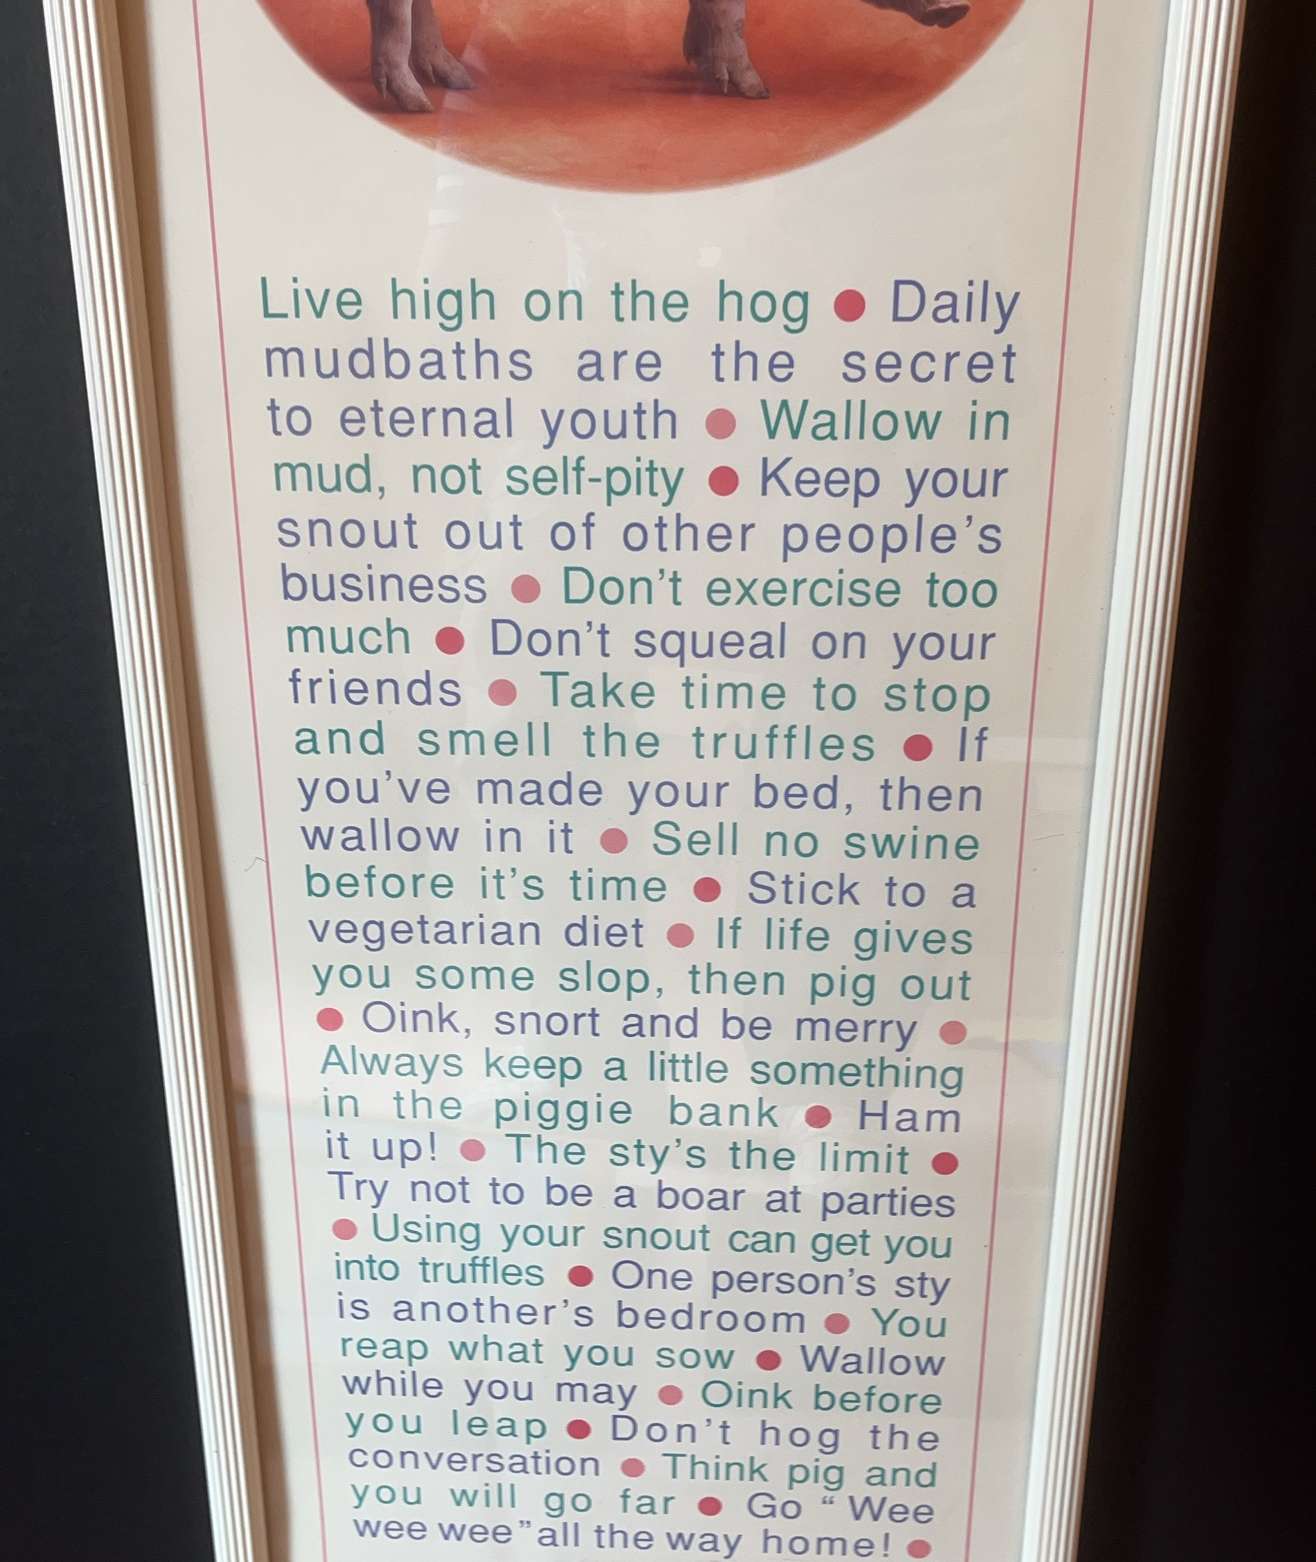 Live high on the hog ● Daily
mudbaths are the secret
to eternal youth ● Wallow in
mud, not self-pity ● Keep your
snout out of other people's
business ● Don't exercise too
much ● Don't squeal on your
friends ● Take time to stop
and smell the truffles ● If
you've made your bed, then
wallow in it ● Sell no swine
before it's time ● Stick to a
vegetarian diet ● If life gives
you some slop, then pig out
● Oink, snort and be merry ●
Always keep a little something
in the piggie bank ● Ham
it up! ● The sty's the limit ●
Try not to be a boar at parties
● Using your snout can get you
into truffles ● One person's sty
is another's bedroom ● You
reap what you sow ● Wallow
while you may ● Oink before
you leap ● Don't hog the
conversation ● Think pig and
you will go far ● Go “ Wee
wee wee” all the way home! ●